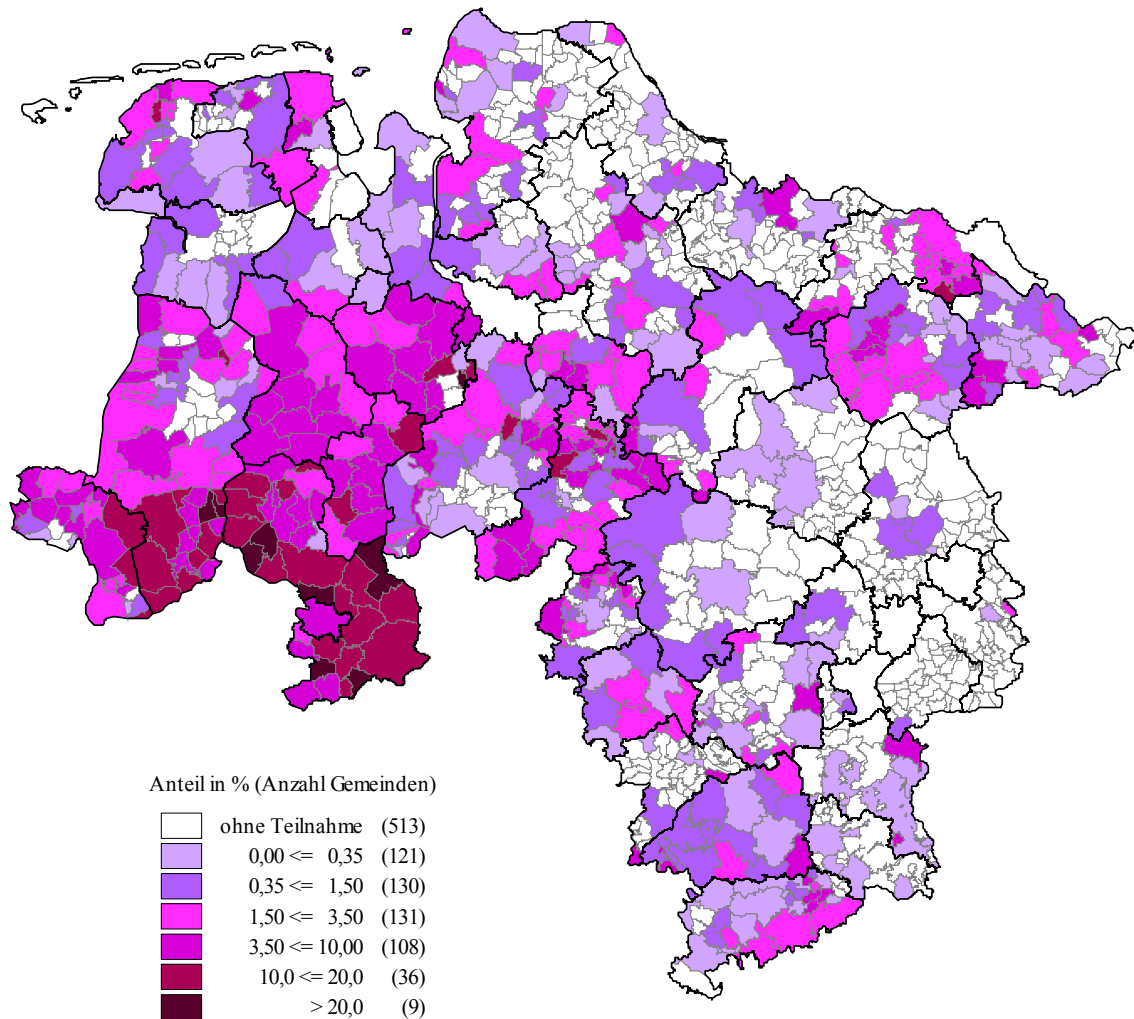 Anteil in % (Anzahl Gemeinden)
ohne Teilnahme (513)
0,00 <= 0,35 (121)
0,35 <= 1,50 (130)
1,50 <= 3,50 (131)
3,50 <= 10,00 (108)
10,0 <= 20,0 (36)
> 20,0 (9)